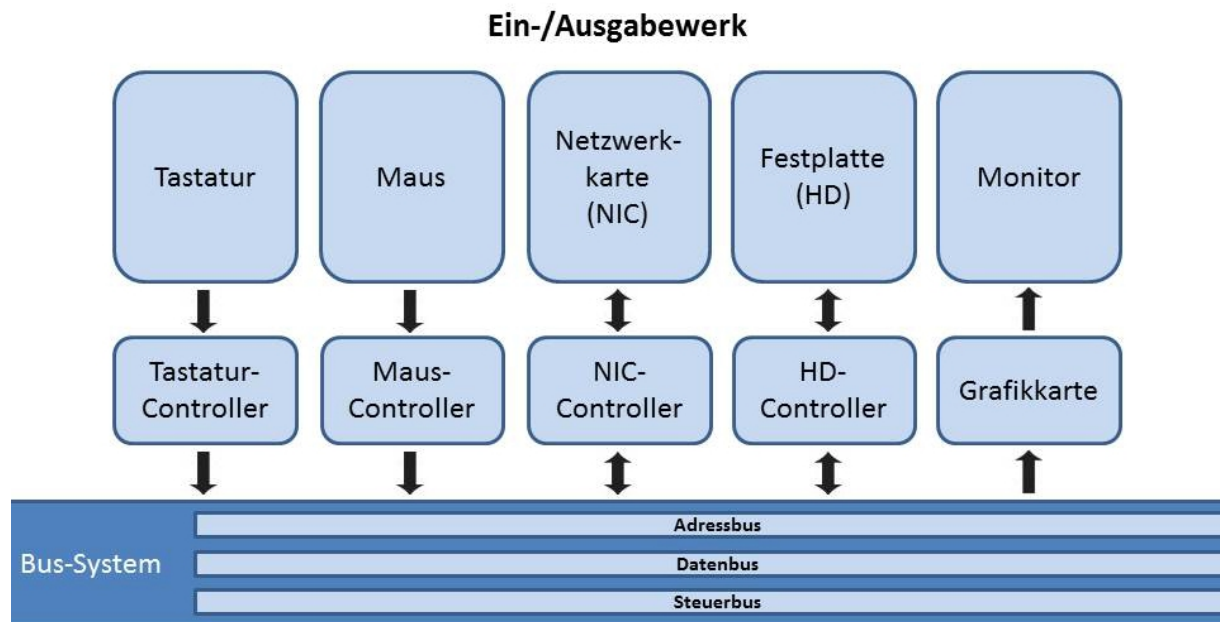 Ein-/Ausgabewerk
Tastatur
Maus
Netzwerk-
karte
(NIC)
Festplatte
(HD)
Monitor
Tastatur-
Controller
Maus-
Controller
NIC-
Controller
HD-
Controller
Grafikkarte
Bus-System
Adressbus
Datenbus
Steuerbus